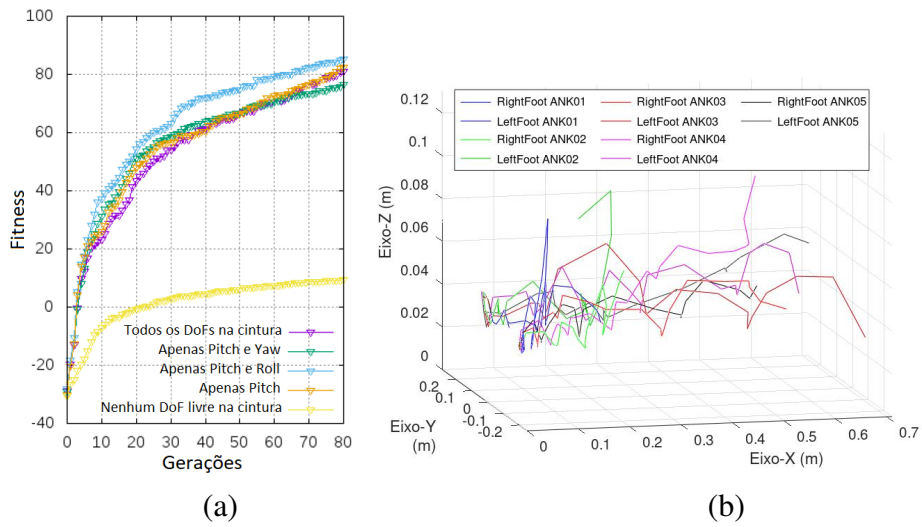 100
80
60
40
20
0
-20
-40
Fitness
0 10 20 30 40 50 60 70 80
Gerações
Todos os DoFs na cintura
Apenas Pitch e Yaw
Apenas Pitch e Roll
Apenas Pitch
Nenhum DoF livre na cintura
(a)
RightFoot ANK01
LeftFoot ANK01
RightFoot ANK02
LeftFoot ANK02
RightFoot ANK03
LeftFoot ANK03
RightFoot ANK04
LeftFoot ANK04
RightFoot ANK05
LeftFoot ANK05
0.12
0.1
0.08
0.06
0.04
0.02
0
Eixo-Z (m)
0.2
0.1
0
-0.1
-0.2
Eixo-Y
(m)
0 0.1 0.2 0.3 0.4 0.5 0.6 0.7
Eixo-X (m)
(b)